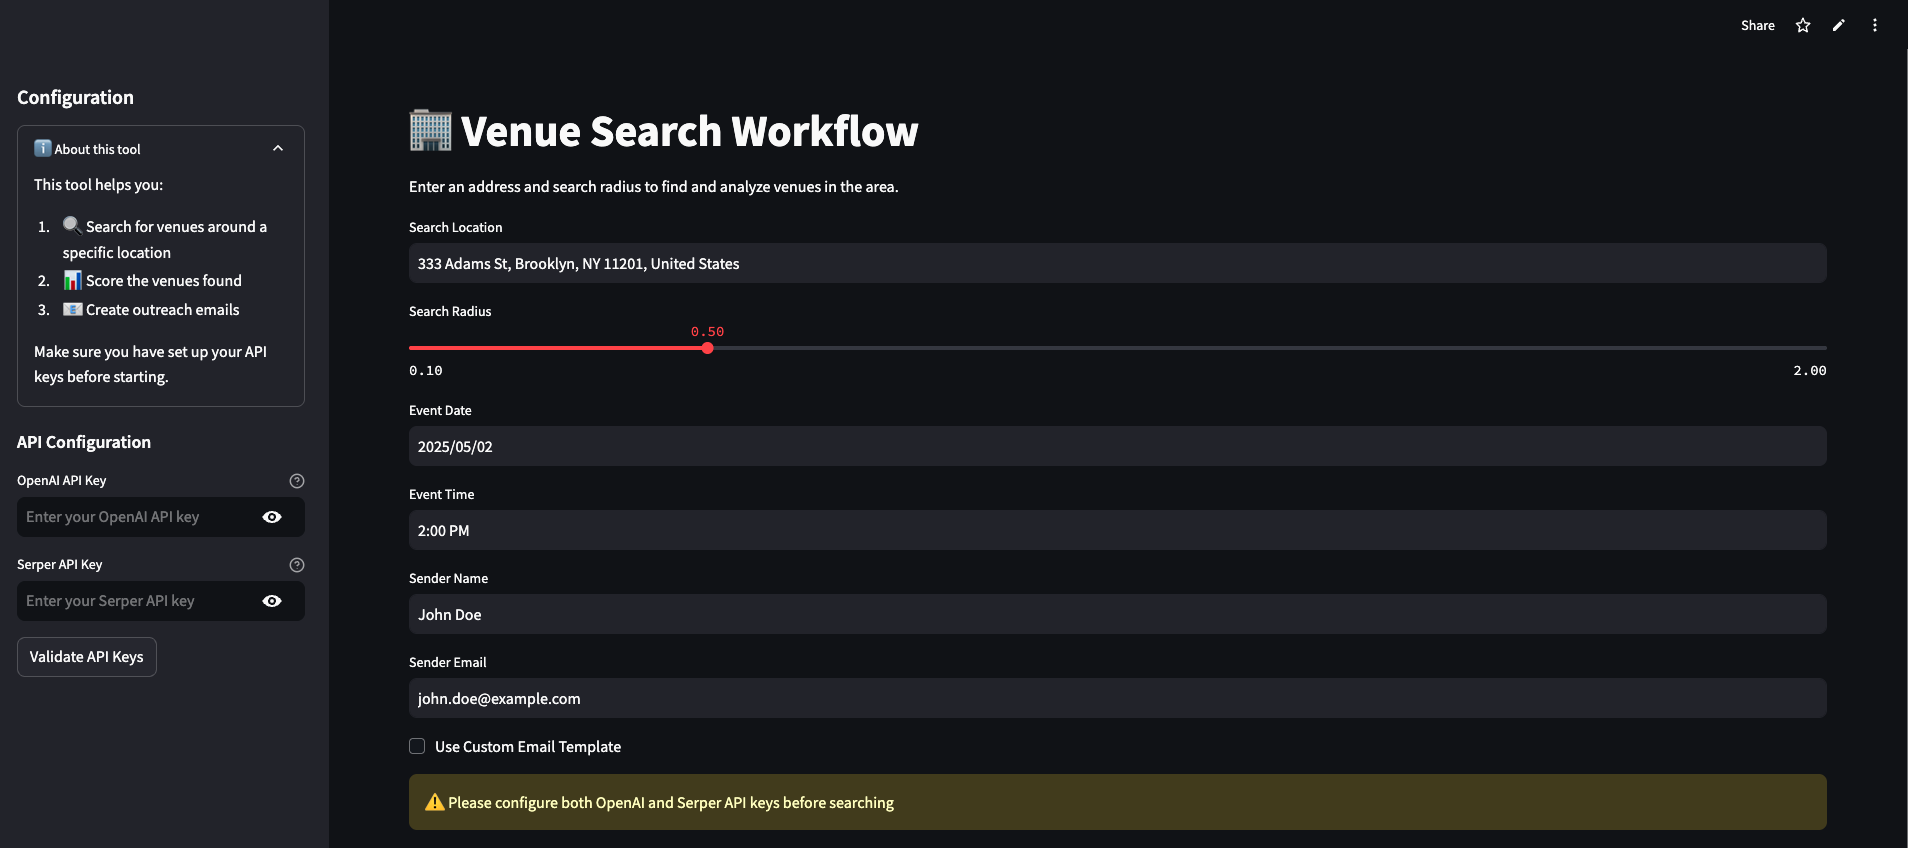 Share
Configuration
About this tool
This tool helps you:
1. 🔍 Search for venues around a
specific location
2. 📊 Score the venues found
3. 📧 Create outreach emails
Make sure you have set up your API
keys before starting.
API Configuration
OpenAI API Key
Enter your OpenAI API key
Serper API Key
Enter your Serper API key
Validate API Keys
🏢 Venue Search Workflow
Enter an address and search radius to find and analyze venues in the area.
Search Location
333 Adams St, Brooklyn, NY 11201, United States
Search Radius
0.50
0.10 2.00
Event Date
2025/05/02
Event Time
2:00 PM
Sender Name
John Doe
Sender Email
john.doe@example.com
Use Custom Email Template
⚠️ Please configure both OpenAI and Serper API keys before searching